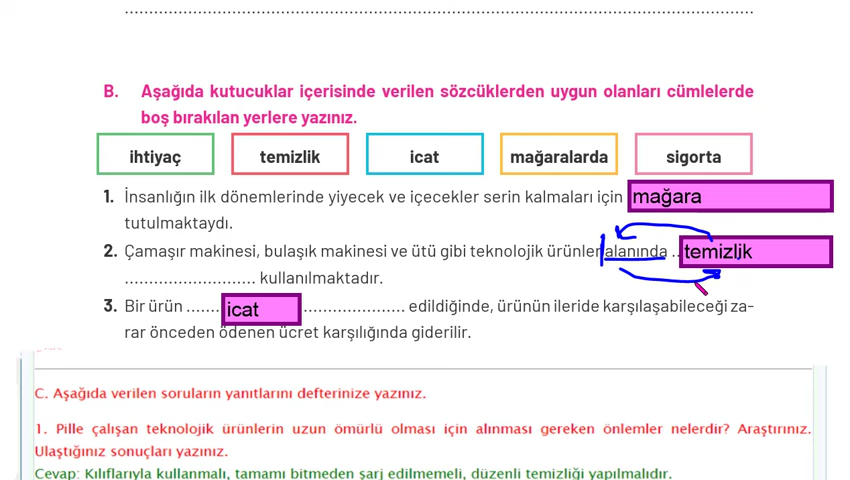 B. Aşağıda kutucuklar içerisinde verilen sözcüklerden uygun olanları cümlelerde
boş bırakılan yerlere yazınız.
ihtiyaç temizlik icat mağaralarda sigorta
1. İnsanlığın ilk dönemlerinde yiyecek ve içecekler serin kalmaları için mağara
tutulmaktaydı.
2. Çamaşır makinesi, bulaşık makinesi ve ütü gibi teknolojik ürünler alanında .. temizlik
.......................... kullanılmaktadır.
3. Bir ürün ...... icat ..................... edildiğinde, ürünün ileride karşılaşabileceği za-
rar önceden ödenen ücret karşılığında giderilir.
C. Aşağıda verilen soruların yanıtlarını defterinize yazınız.
1. Pille çalışan teknolojik ürünlerin uzun ömürlü olması için alınması gereken önlemler nelerdir? Araştırınız.
Ulaştığınız sonuçları yazınız.
Cevap: Kılıflarıyla kullanmalı, tamamı bitmeden şarj edilmemeli, düzenli temizliği yapılmalıdır.